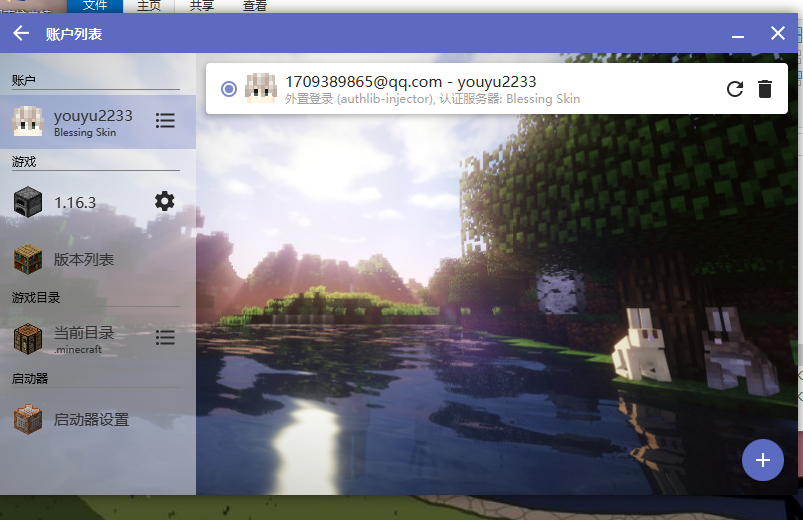 文件 主页 共享 查看
账户列表
账户
youyu2233
Blessing Skin
游戏
1.16.3
版本列表
游戏目录
当前目录
.minecraft
启动器
启动器设置
1709389865@qq.com - youyu2233
外置登录 (authlib-injector), 认证服务器: Blessing Skin